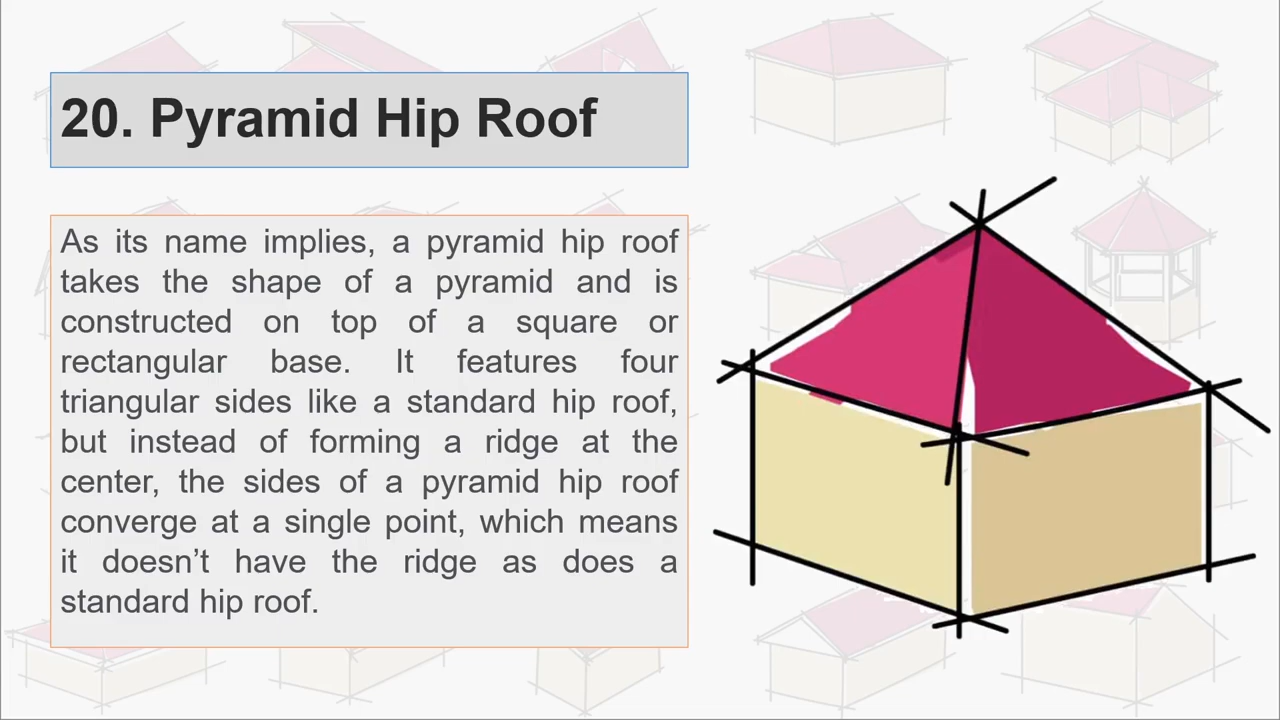 20. Pyramid Hip Roof
As its name implies, a pyramid hip roof
takes the shape of a pyramid and is
constructed on top of a square or
rectangular base. It features four
triangular sides like a standard hip roof,
but instead of forming a ridge at the
center, the sides of a pyramid hip roof
converge at a single point, which means
it doesn’t have the ridge as does a
standard hip roof.